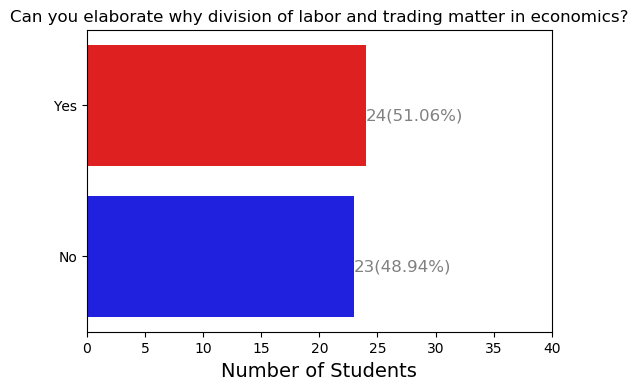 Can you elaborate why division of labor and trading matter in economics?
Yes
24(51.06%)
No
23(48.94%)
0 5 10 15 20 25 30 35 40
Number of Students